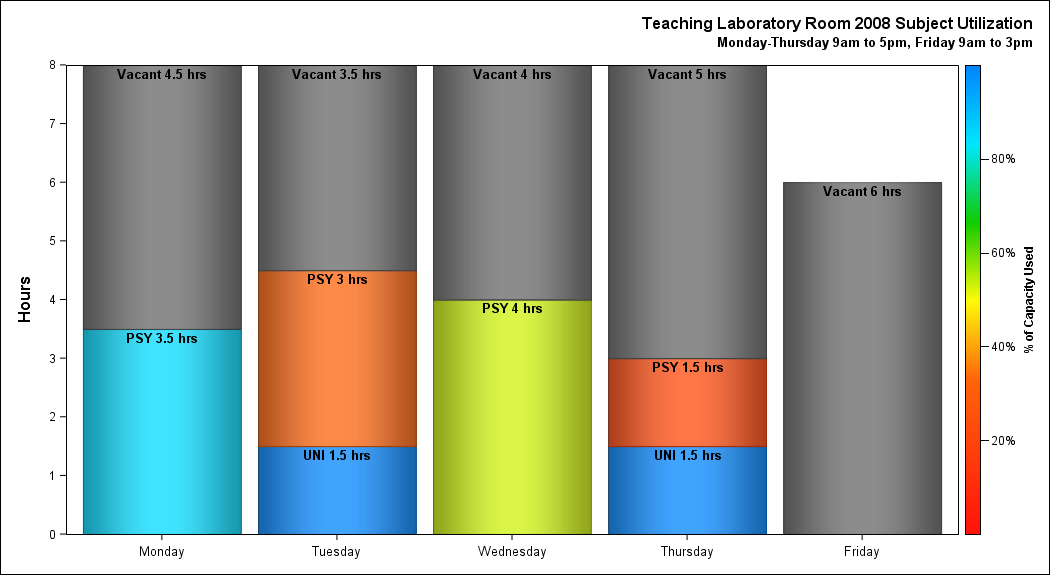 Teaching Laboratory Room 2008 Subject Utilization
Monday-Thursday 9am to 5pm, Friday 9am to 3pm
8
7
6
5
4
3
2
1
0
Hours
Vacant 4.5 hrs
PSY 3.5 hrs
Vacant 3.5 hrs
PSY 3 hrs
UNI 1.5 hrs
Vacant 4 hrs
PSY 4 hrs
Vacant 5 hrs
PSY 1.5 hrs
UNI 1.5 hrs
Vacant 6 hrs
Monday
Tuesday
Wednesday
Thursday
Friday
80%
60%
40%
20%
% of Capacity Used